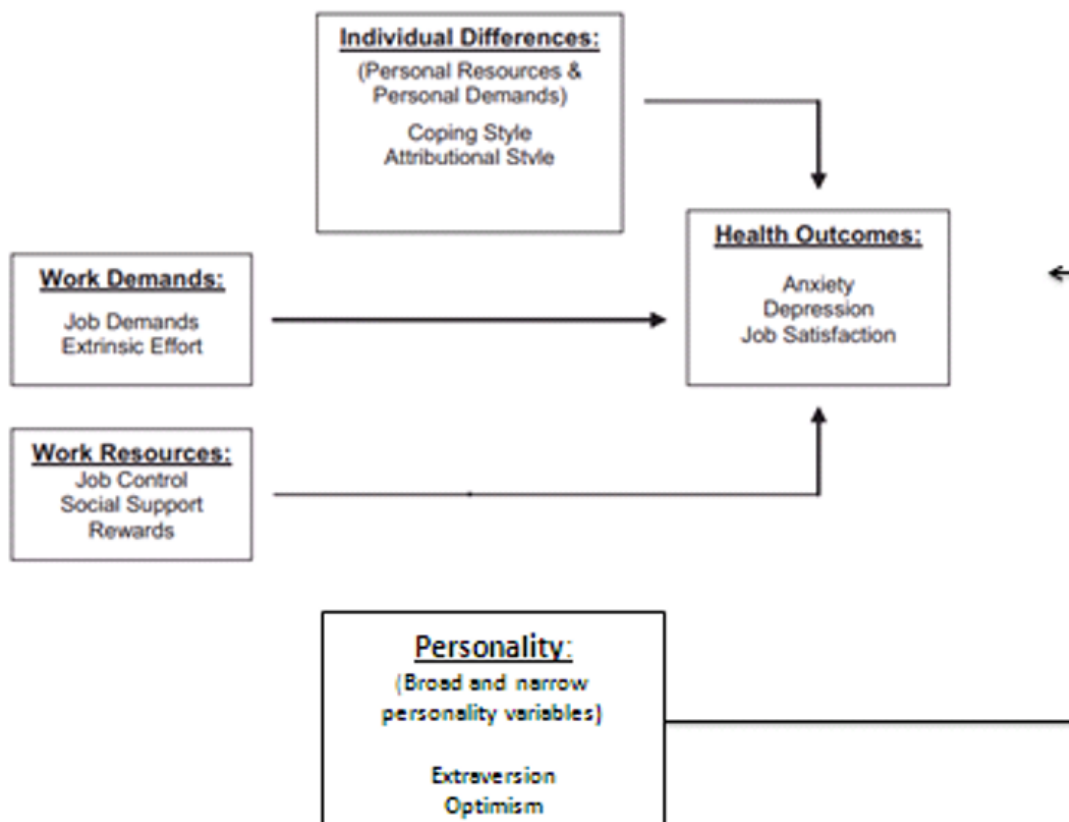 Individual Differences:
(Personal Resources &
Personal Demands)
Coping Style
Attributional Style
Health Outcomes:
Anxiety
Depression
Job Satisfaction
Work Demands:
Job Demands
Extrinsic Effort
Work Resources:
Job Control
Social Support
Rewards
Personality:
(Broad and narrow
personality variables)
Extraversion
Optimism